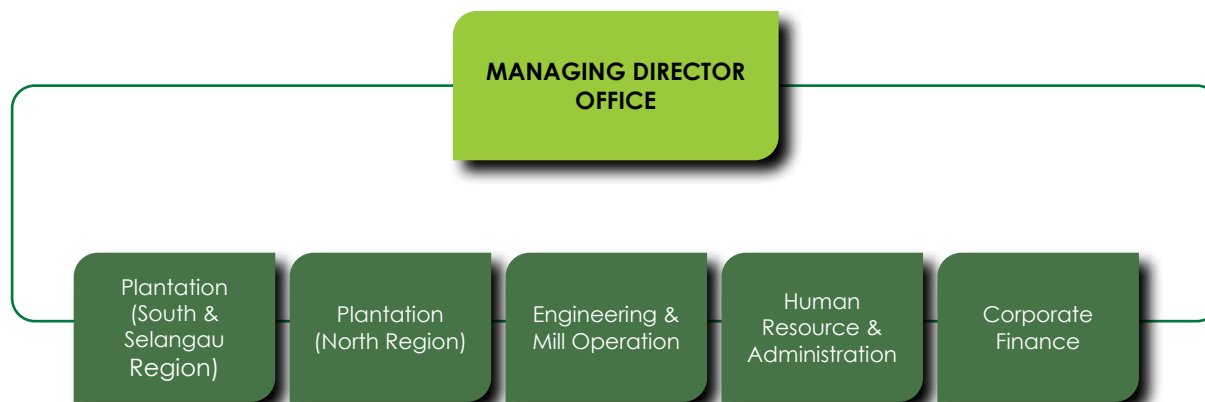 MANAGING DIRECTOR
OFFICE
Plantation
(South &
Selangau
Region)
Plantation
(North Region)
Engineering &
Mill Operation
Human
Resource &
Administration
Corporate
Finance